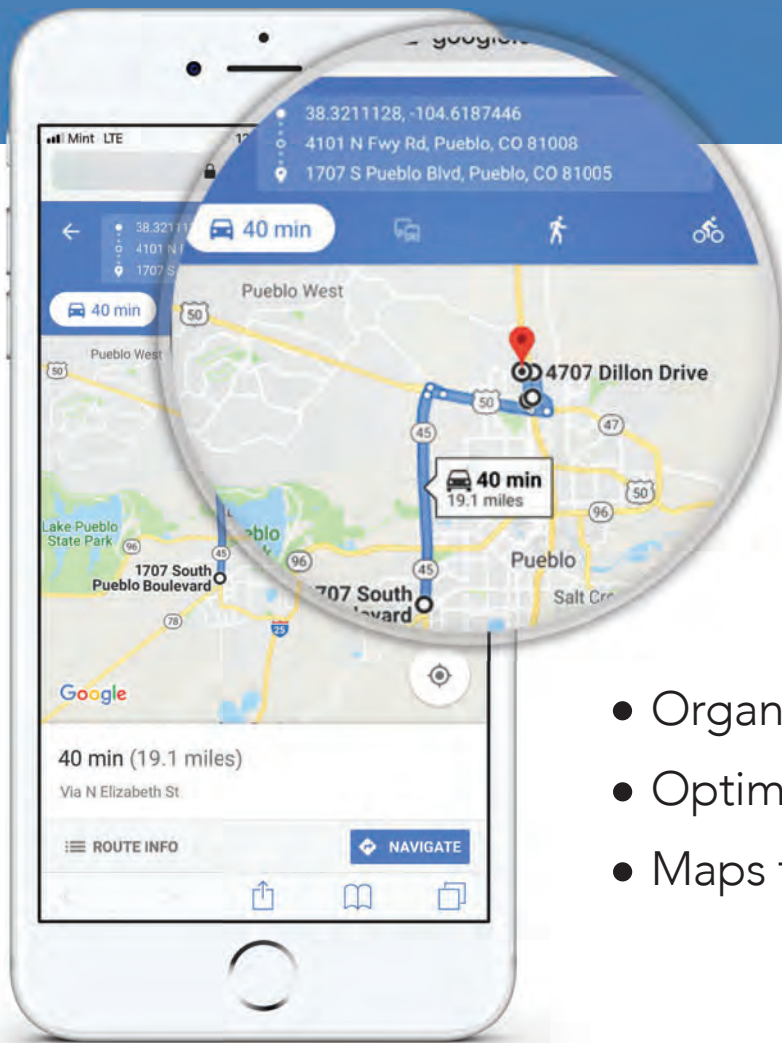 Mint LTE
38.3211128, -104.6187446
4101 N Fwy Rd, Pueblo, CO 81008
1707 S Pueblo Blvd, Pueblo, CO 81005
40 min
Pueblo West
50
4707 Dillon Drive
50
47
45
40 min
19.1 miles
50
96
45
Pueblo
96
Salt
707 South
40 min
Pueblo West
50
Lake Pueblo
State Park
96
45
1707 South
Pueblo Boulevard
78
25
Google
40 min (19.1 miles)
Via N Elizabeth St
ROUTE INFO
NAVIGATE
• Organ
• Optim
• Maps